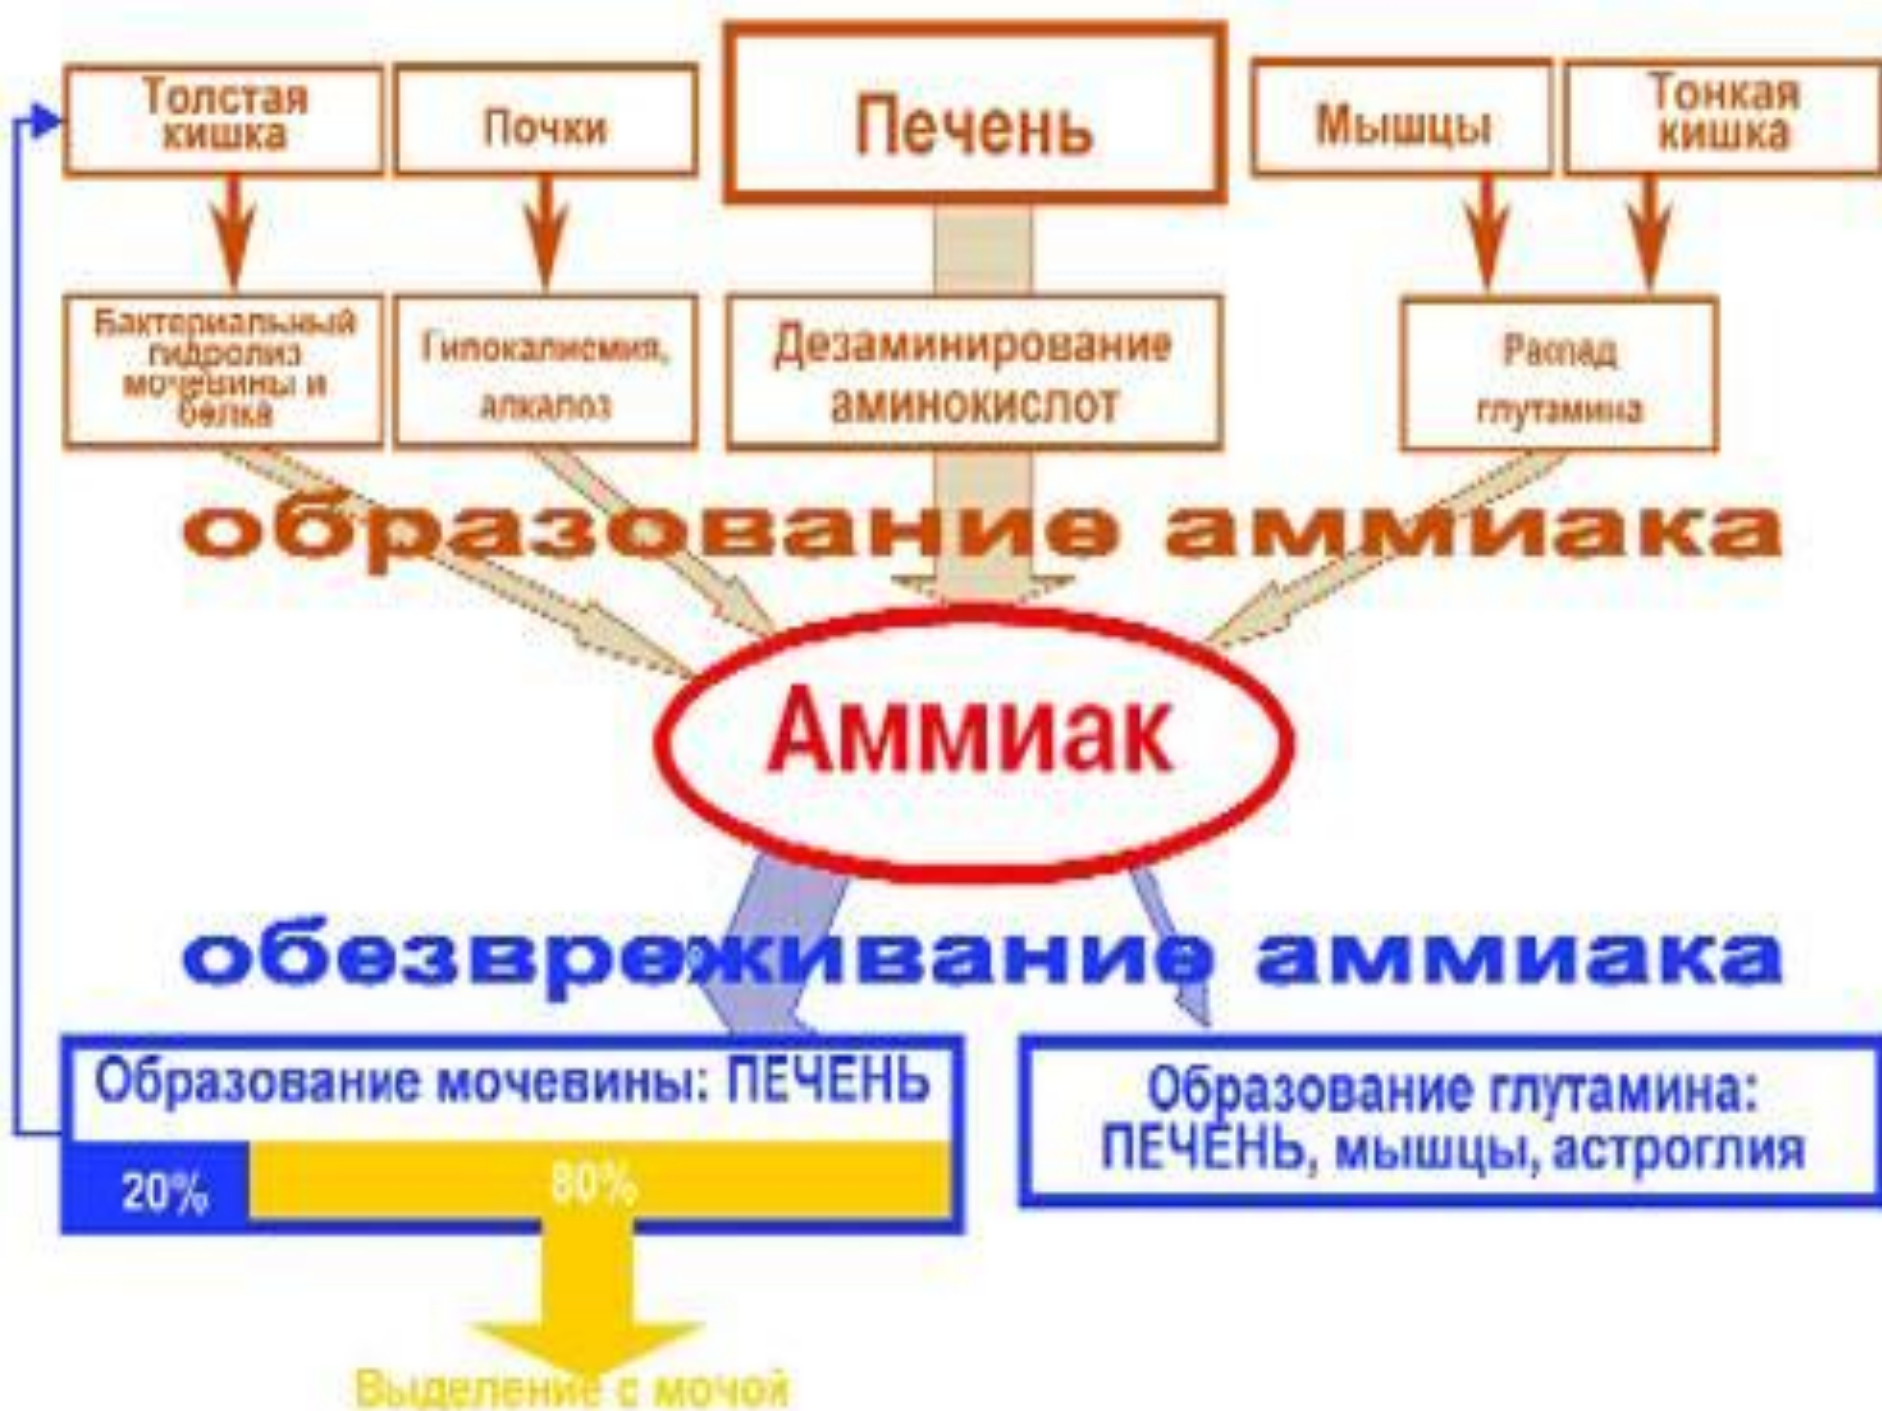 Толстая
кишка
Почки
Печень
Мышцы
Тонкая
кишка
Бактериальный
гидролиз
мочевины и
белка
Гипокалиемия,
алкалоз
Дезаминирование
аминокислот
Распад
глутамина
образование аммиака
Аммиак
обезвреживание аммиака
Образование мочевины: ПЕЧЕНЬ
20%
80%
Образование глутамина:
ПЕЧЕНЬ, мышцы, астроглия
Выделение с мочой